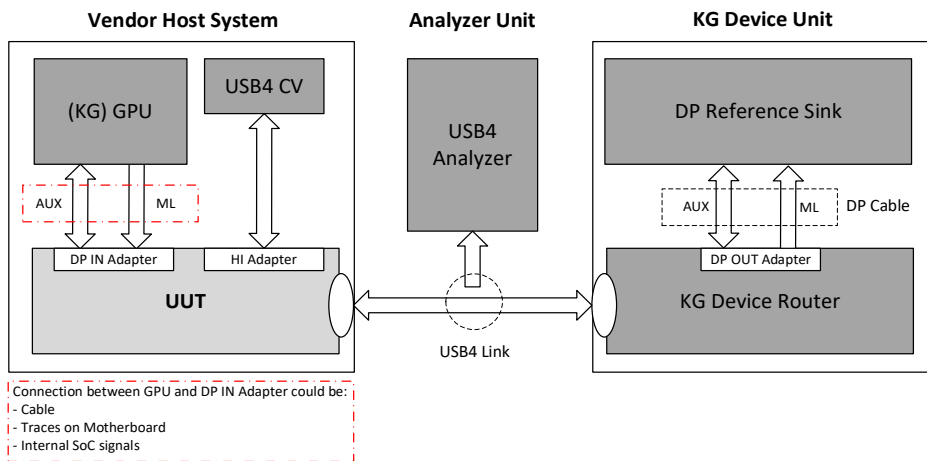 Vendor Host System
Analyzer Unit
KG Device Unit
(KG) GPU
USB4 CV
USB4
Analyzer
DP Reference Sink
AUX
ML
AUX
ML
DP Cable
DP IN Adapter
HI Adapter
DP OUT Adapter
UUT
KG Device Router
USB4 Link
Connection between GPU and DP IN Adapter could be:
- Cable
- Traces on Motherboard
- Internal SoC signals